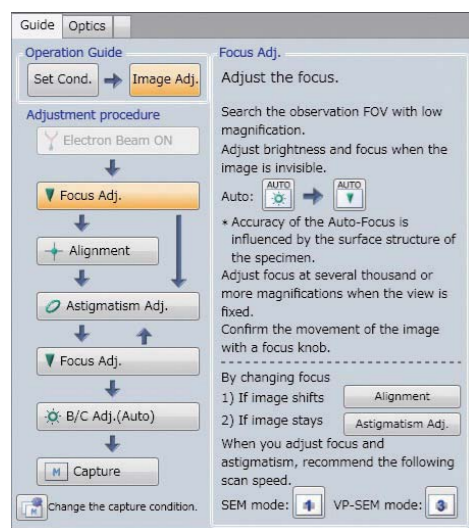 Guide
Optics
Operation Guide
Set Cond.
Image Adj.
Adjustment procedure
Electron Beam ON
Focus Adj.
Alignment
Astigmatism Adj.
Focus Adj.
B/C Adj.(Auto)
M Capture
M Change the capture condition.
Focus Adj.
Adjust the focus.
Search the observation FOV with low
magnification.
Adjust brightness and focus when the
image is invisible.
Auto: AUTO AUTO
* Accuracy of the Auto-Focus is
influenced by the surface structure of
the specimen.
Adjust focus at several thousand or
more magnifications when the view is
fixed.
Confirm the movement of the image
with a focus knob.
By changing focus
1) If image shifts Alignment
2) If image stays Astigmatism Adj.
When you adjust focus and
astigmatism, recommend the following
scan speed.
SEM mode: 1 VP-SEM mode: 3